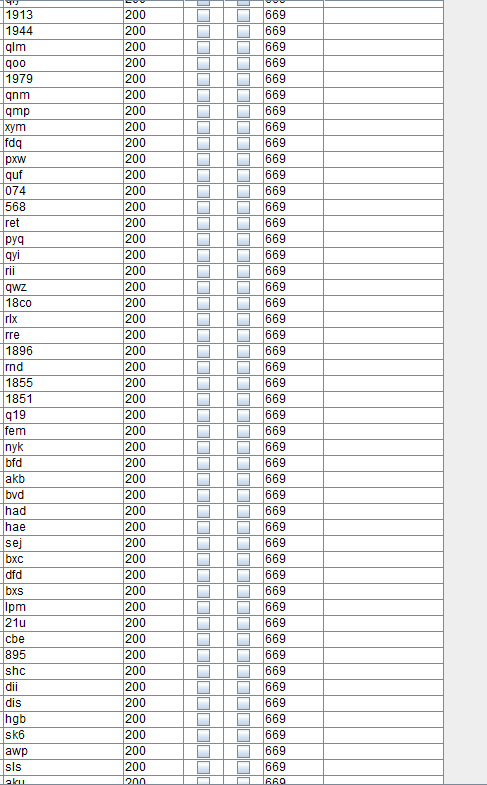 1913 200 669
1944 200 669
qlm 200 669
qoo 200 669
1979 200 669
qnm 200 669
qmp 200 669
xym 200 669
fdq 200 669
pxw 200 669
quf 200 669
074 200 669
568 200 669
ret 200 669
pyq 200 669
qyi 200 669
rii 200 669
qwz 200 669
18co 200 669
rlx 200 669
rre 200 669
1896 200 669
rnd 200 669
1855 200 669
1851 200 669
q19 200 669
fem 200 669
nyk 200 669
bfd 200 669
akb 200 669
bvd 200 669
had 200 669
hae 200 669
sej 200 669
bxc 200 669
dfd 200 669
bxs 200 669
lpm 200 669
21u 200 669
cbe 200 669
895 200 669
shc 200 669
dii 200 669
dis 200 669
hgb 200 669
sk6 200 669
awp 200 669
sls 200 669
aku 200 669